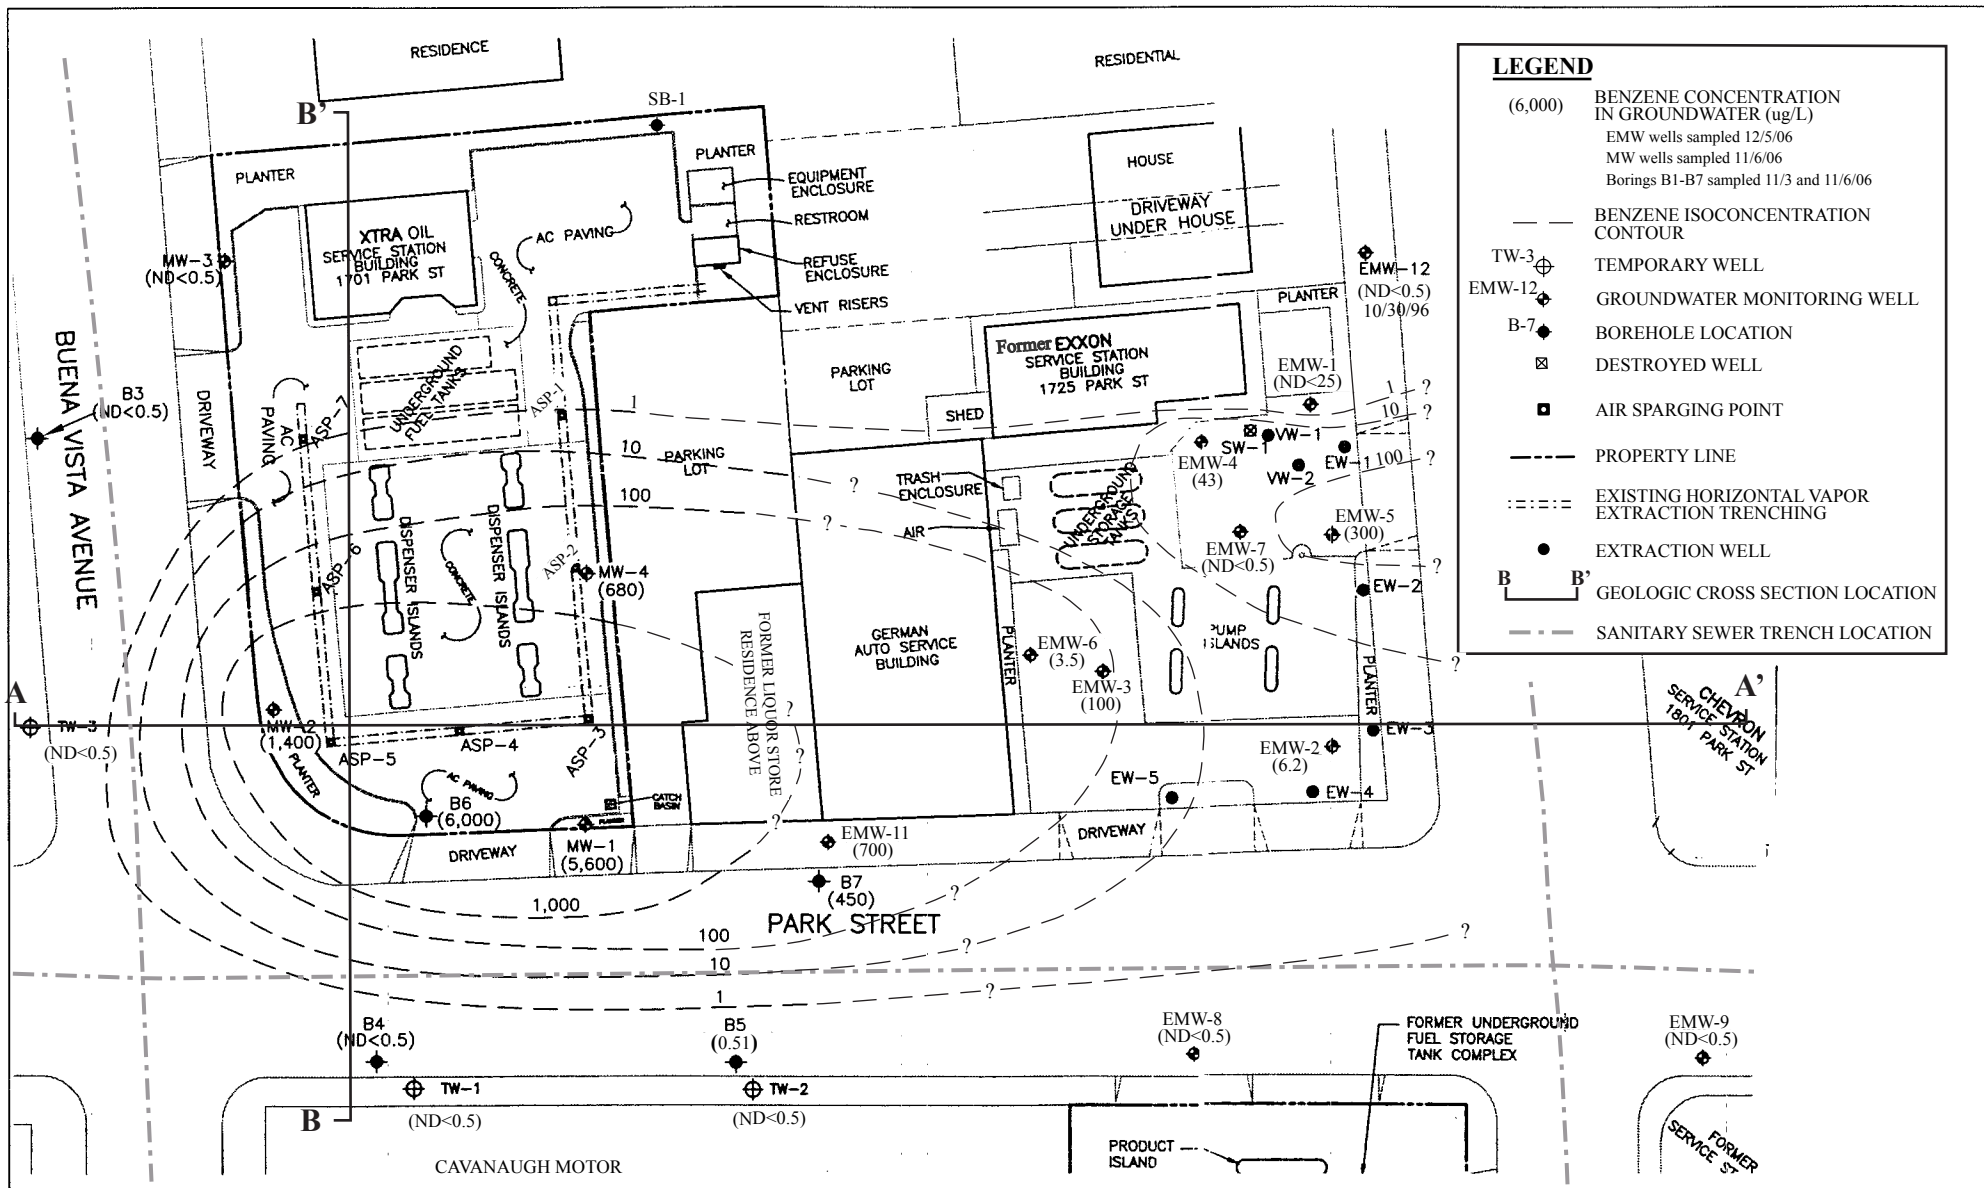 RESIDENCE
RESIDENTIAL
B'
SB-1
PLANTER
PLANTER
EQUIPMENT
ENCLOSURE
RESTROOM
REFUSE
ENCLOSURE
VENT RISERS
AC PAVING
CONCRETE
XTRA OIL
SERVICE STATION
BUILDING
1701 PARK ST
MW-3
(ND<0.5)
HOUSE
DRIVEWAY
UNDER HOUSE
EMW-12
(ND<0.5)
10/30/96
PLANTER
LEGEND
(6,000)
BENZENE CONCENTRATION
IN GROUNDWATER (ug/L)
EMW wells sampled 12/5/06
MW wells sampled 11/6/06
Borings B1-B7 sampled 11/3 and 11/6/06
BENZENE ISOCONCENTRATION
CONTOUR
TW-3
TEMPORARY WELL
EMW-12
GROUNDWATER MONITORING WELL
B-7
BOREHOLE LOCATION
DESTROYED WELL
AIR SPARGING POINT
PROPERTY LINE
EXISTING HORIZONTAL VAPOR
EXTRACTION TRENCHING
EXTRACTION WELL
B B'
GEOLOGIC CROSS SECTION LOCATION
SANITARY SEWER TRENCH LOCATION
BUENA VISTA AVENUE
B3
(ND<0.5)
DRIVEWAY
AC
PAVING
ASP-7
UNDERGROUND
FUEL TANKS
ASP-1
1
10
100
PARKING
LOT
PARKING
LOT
SHED
Former EXXON
SERVICE STATION
BUILDING
1725 PARK ST
EMW-1
(ND<25)
1 ?
10 ?
100 ?
SW-1
VW-1
VW-2
EW-1
EMW-4
(43)
EMW-5
(300)
?
EMW-7
(ND<0.5)
EW-2
TRASH
ENCLOSURE
AIR
UNDERGROUND
STORAGE
TANKS
?
?
ASP-6
DISPENSER ISLANDS
CONCRETE
DISPENSER ISLANDS
ASP-2
MW-4
(680)
FORMER LIQUOR STORE
RESIDENCE ABOVE
GERMAN
AUTO SERVICE
BUILDING
PLANTER
EMW-6
(3.5)
EMW-3
(100)
PUMP
ISLANDS
PLANTER
?
A
A'
TW-3
(ND<0.5)
MW-2
(1,400)
PLANTER
ASP-5
ASP-4
ASP-3
?
?
?
EW-3
EMW-2
(6.2)
EW-5
EW-4
CHEVRON
SERVICE STATION
1801 PARK ST
AC PAVING
CATCH
BASIN
PLANTER
B6
(6,000)
DRIVEWAY
MW-1
(5,600)
EMW-11
(700)
DRIVEWAY
B7
(450)
PARK STREET
1,000
100
10
1
?
?
?
?
B4
(ND<0.5)
B5
(0.51)
EMW-8
(ND<0.5)
FORMER UNDERGROUND
FUEL STORAGE
TANK COMPLEX
EMW-9
(ND<0.5)
TW-1
(ND<0.5)
TW-2
(ND<0.5)
B
CAVANAUGH MOTOR
PRODUCT
ISLAND
FORMER
SERVICE ST